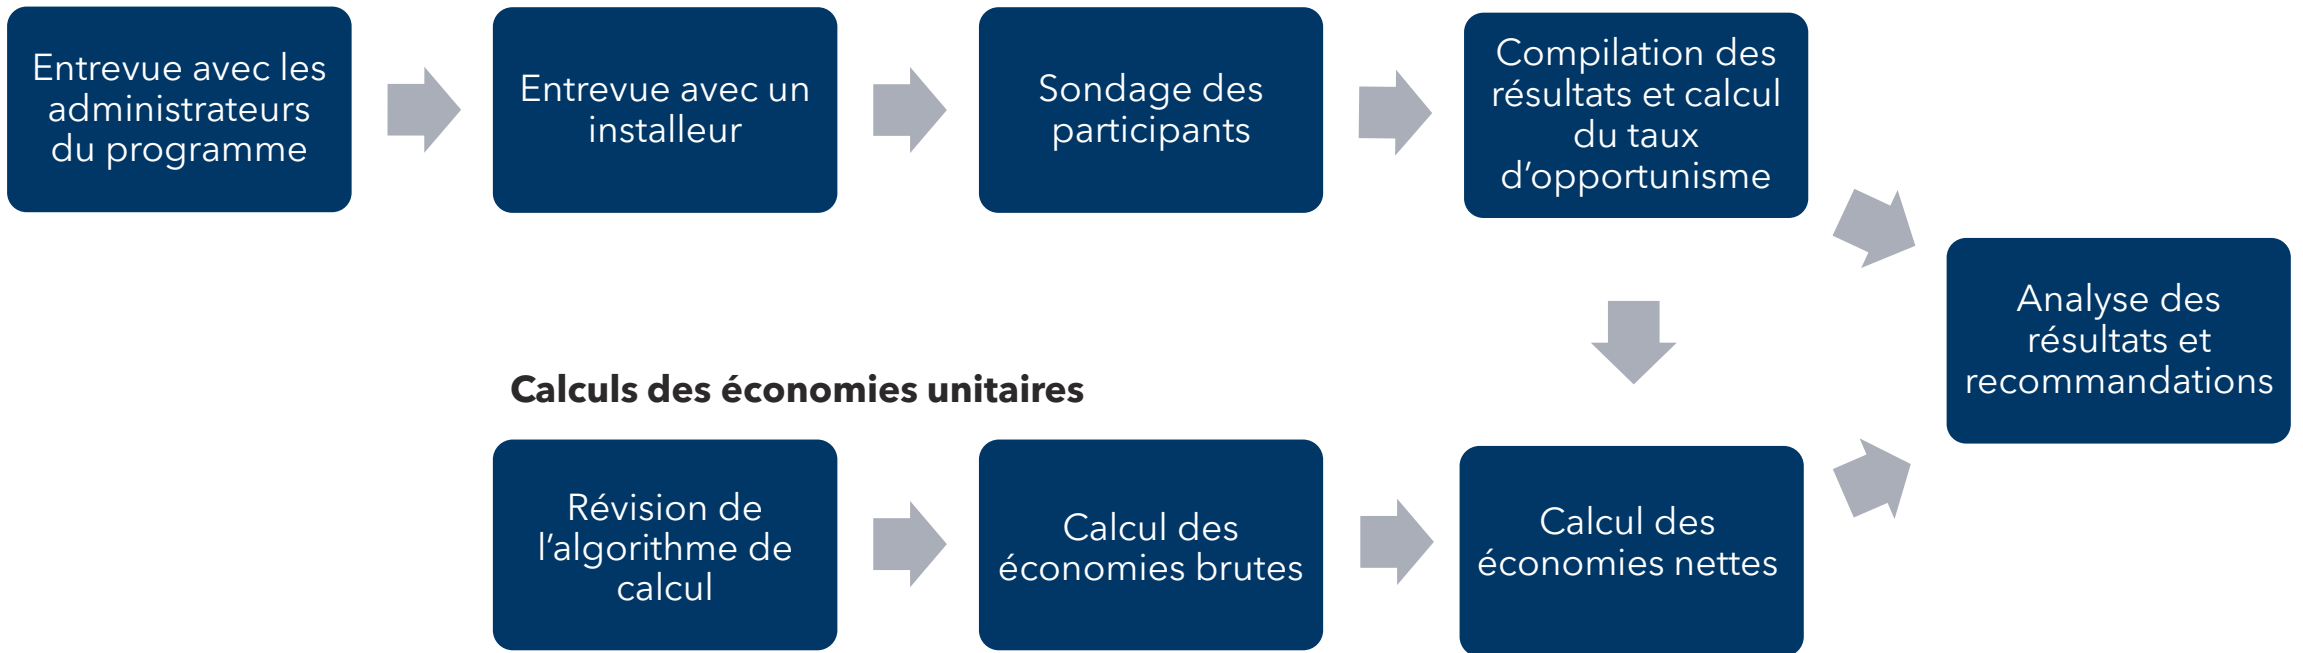 Entrevue avec les
administrateurs
du programme
Entrevue avec un
installeur
Sondage des
participants
Compilation des
résultats et calcul
du taux
d’opportunisme
Analyse des
résultats et
recommandations
Calculs des économies unitaires
Révision de
l’algorithme de
calcul
Calcul des
économies brutes
Calcul des
économies nettes